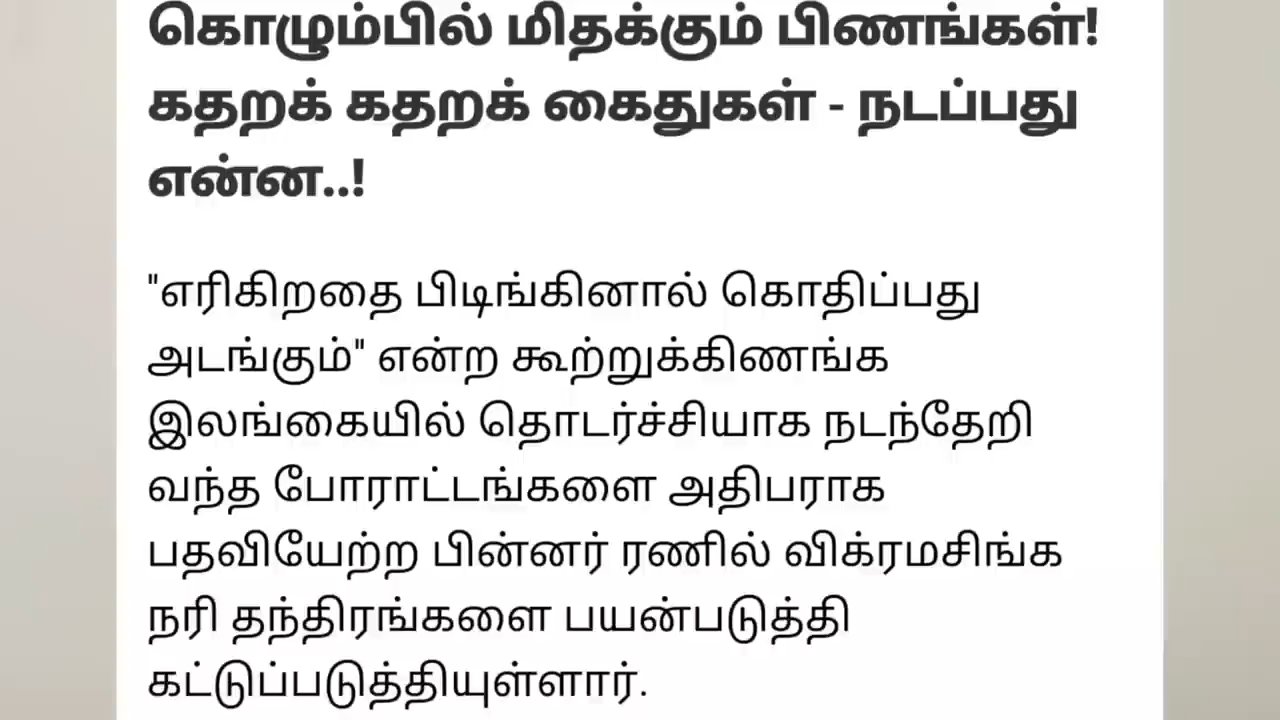 கொழும்பில் மிதக்கும் பிணங்கள்!
கதறக் கதறக் கைதுகள் - நடப்பது
என்ன..!
"எரிகிறதை பிடிங்கினால் கொதிப்பது
அடங்கும்" என்ற கூற்றுக்கிணங்க
இலங்கையில் தொடர்ச்சியாக நடந்தேறி
வந்த போராட்டங்களை அதிபராக
பதவியேற்ற பின்னர் ரணில் விக்ரமசிங்க
நரி தந்திரங்களை பயன்படுத்தி
கட்டுப்படுத்தியுள்ளார்.